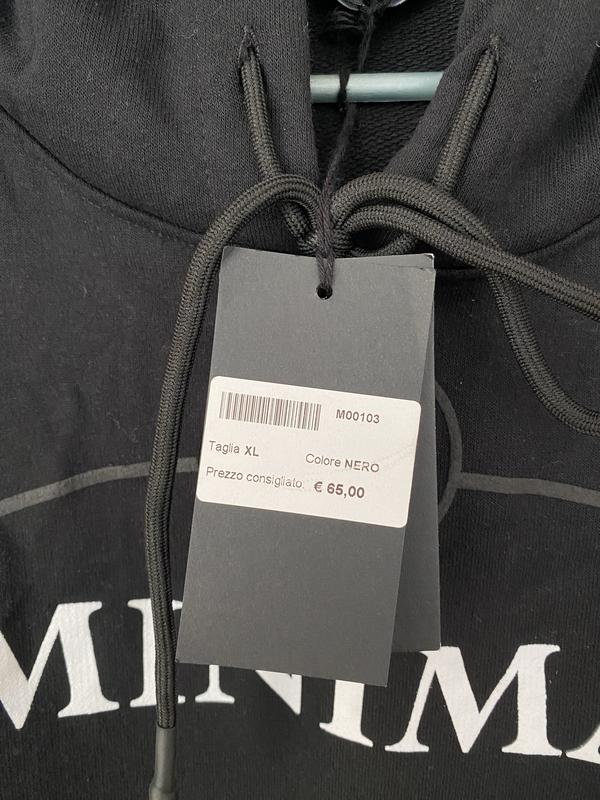 M00103
Taglia XL
Colore NERO
Prezzo consigliato: € 65,00
MINIMA